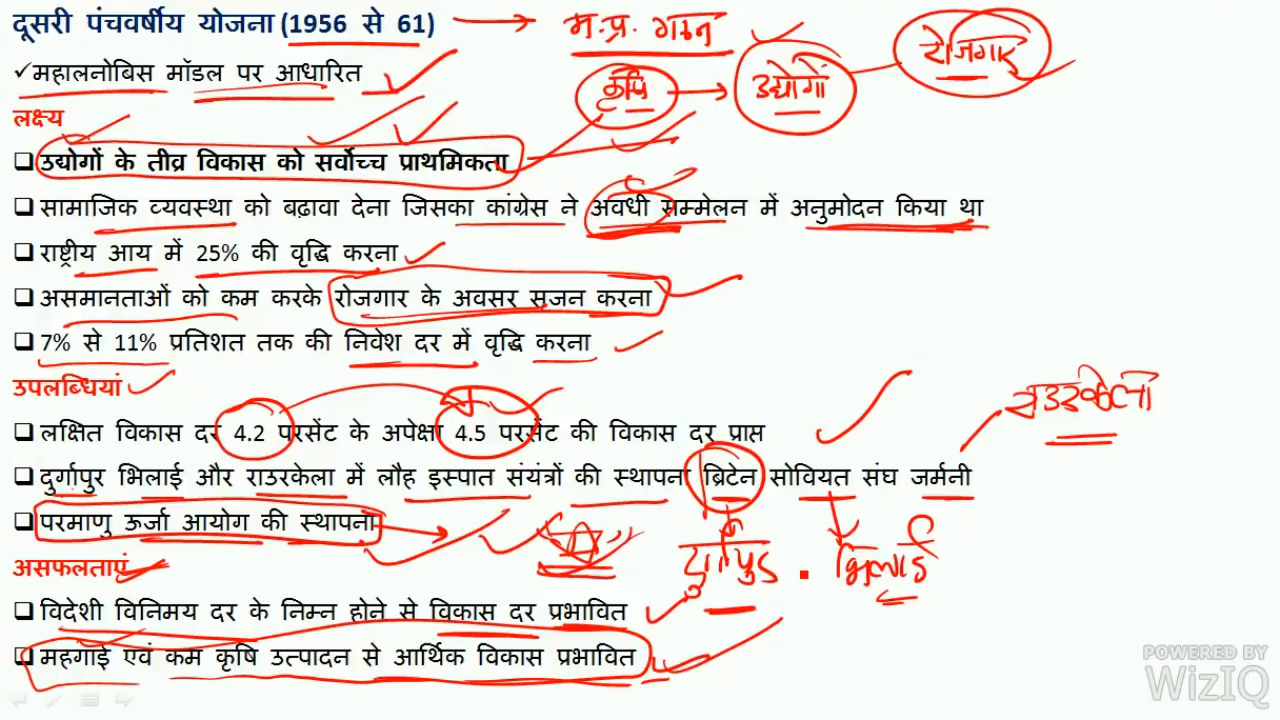 दूसरी पंचवर्षीय योजना (1956 से 61)
म.प्र. गठन
रोजगार
✓महालनोबिस मॉडल पर आधारित
कृषि
उद्योगों
लक्ष्य
❑ उद्योगों के तीव्र विकास को सर्वोच्च प्राथमिकता
❑ सामाजिक व्यवस्था को बढ़ावा देना जिसका कांग्रेस ने अवधी सम्मेलन में अनुमोदन किया था
❑ राष्ट्रीय आय में 25% की वृद्धि करना
❑ असमानताओं को कम करके रोजगार के अवसर सृजन करना
❑ 7% से 11% प्रतिशत तक की निवेश दर में वृद्धि करना
उपलब्धियां
राउरकेला
❑ लक्षित विकास दर 4.2 परसेंट के अपेक्षा 4.5 परसेंट की विकास दर प्राप्त
❑ दुर्गापुर भिलाई और राउरकेला में लौह इस्पात संयंत्रों की स्थापना ब्रिटेन सोवियत संघ जर्मनी
❑ परमाणु ऊर्जा आयोग की स्थापना
असफलताएं
दुर्गापुर . भिलाई
❑ विदेशी विनिमय दर के निम्न होने से विकास दर प्रभावित
❑ महगाई एवं कम कृषि उत्पादन से आर्थिक विकास प्रभावित
POWERED BY
WizIQ